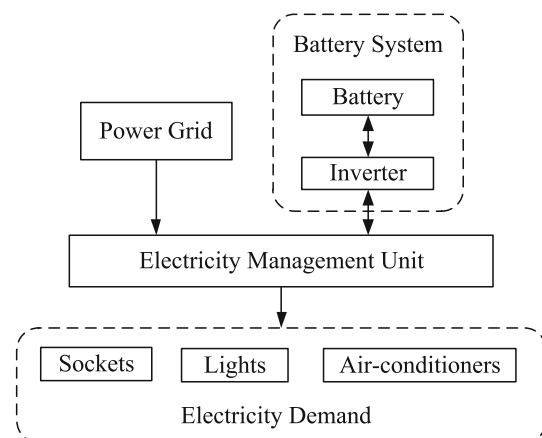 Battery System
Battery
Power Grid
Inverter
Electricity Management Unit
Sockets
Lights
Air-conditioners
Electricity Demand